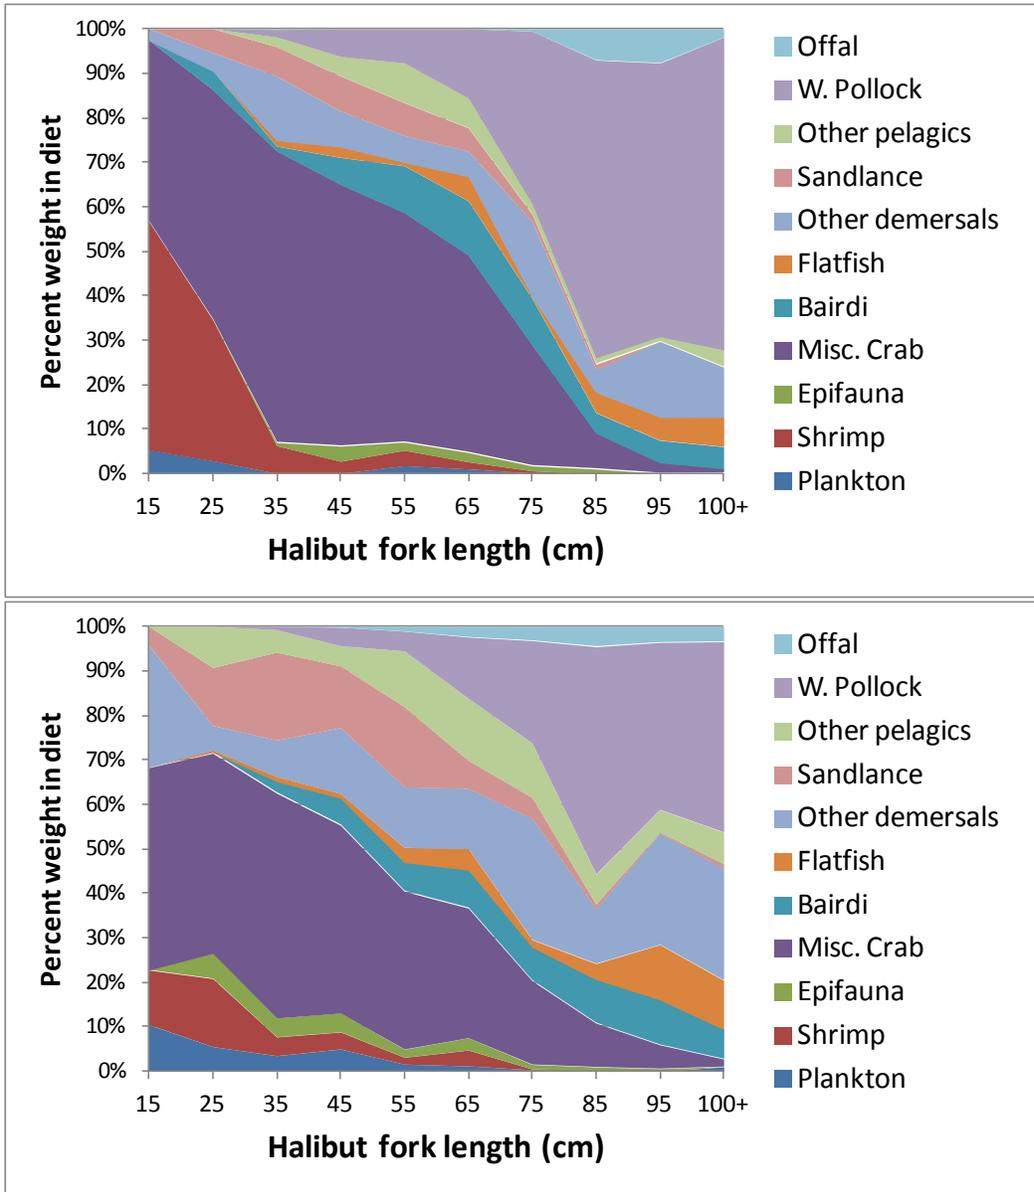 100%
90%
80%
70%
60%
50%
40%
30%
20%
10%
0%
Percent weight in diet
15 25 35 45 55 65 75 85 95 100+
Halibut fork length (cm)
Offal
W. Pollock
Other pelagics
Sandlance
Other demersals
Flatfish
Bairdi
Misc. Crab
Epifauna
Shrimp
Plankton
100%
90%
80%
70%
60%
50%
40%
30%
20%
10%
0%
Percent weight in diet
15 25 35 45 55 65 75 85 95 100+
Halibut fork length (cm)
Offal
W. Pollock
Other pelagics
Sandlance
Other demersals
Flatfish
Bairdi
Misc. Crab
Epifauna
Shrimp
Plankton